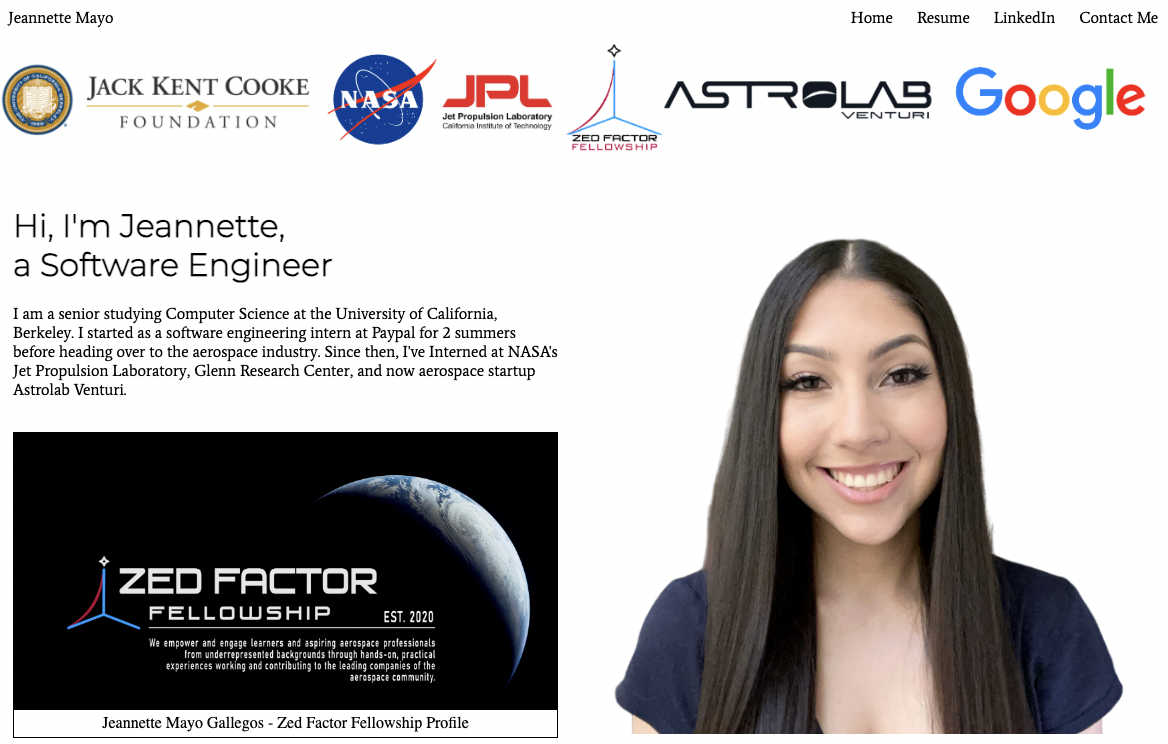 Jeannette Mayo
Home Resume LinkedIn Contact Me
JACK KENT COOKE
FOUNDATION
NASA
JPL
Jet Propulsion Laboratory
California Institute of Technology
ZED FACTOR
FELLOWSHIP
ASTROLAB
VENTURI
Google
Hi, I'm Jeannette,
a Software Engineer
I am a senior studying Computer Science at the University of California,
Berkeley. I started as a software engineering intern at Paypal for 2 summers
before heading over to the aerospace industry. Since then, I've Interned at NASA's
Jet Propulsion Laboratory, Glenn Research Center, and now aerospace startup
Astrolab Venturi.
ZED FACTOR
FELLOWSHIP EST. 2020
We empower and engage learners and aspiring aerospace professionals
from underrepresented backgrounds through hands-on, practical
experiences working and contributing to the leading companies of the
aerospace community.
Jeannette Mayo Gallegos - Zed Factor Fellowship Profile